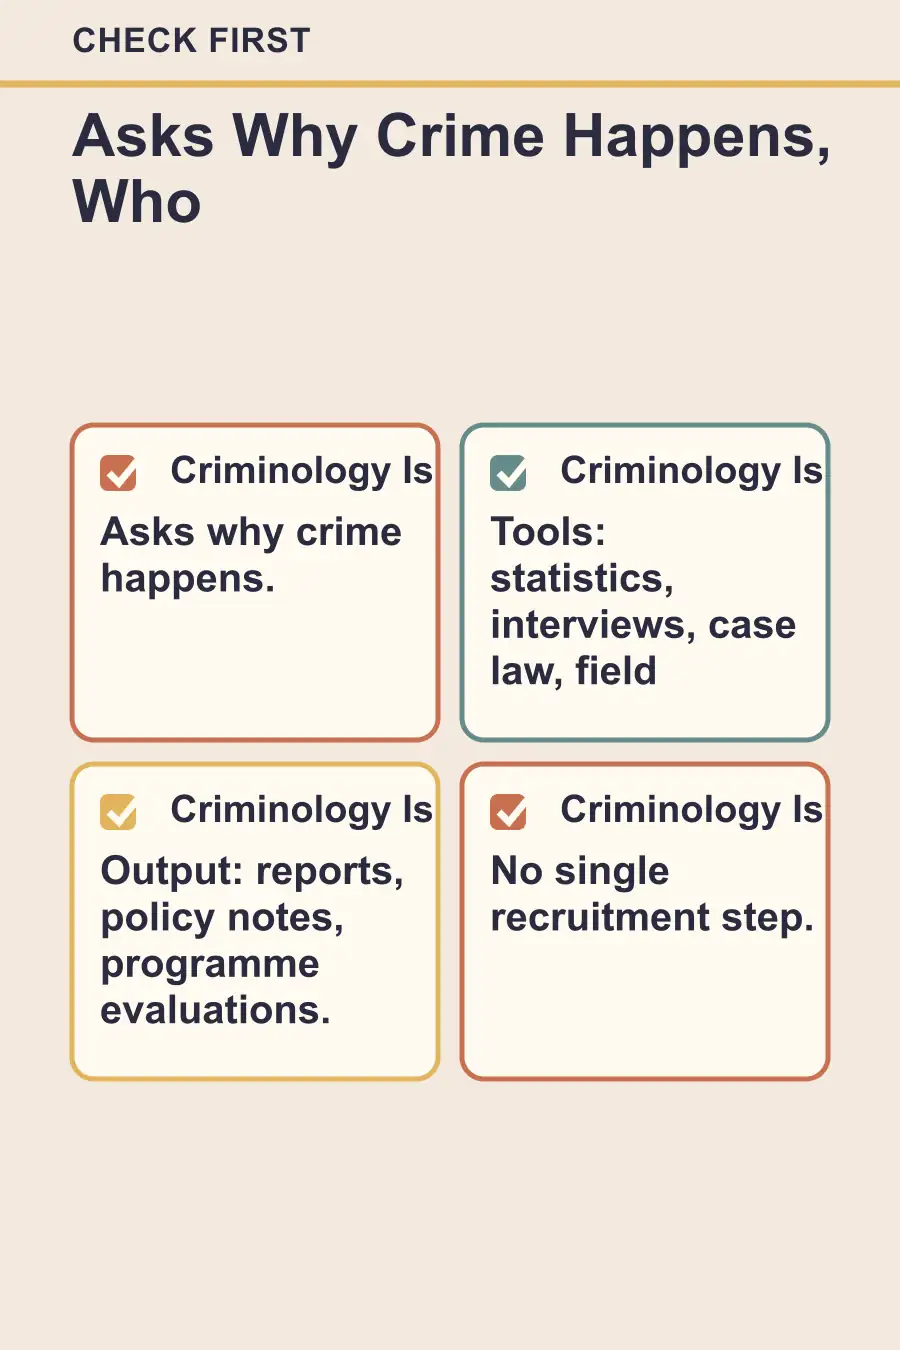 CHECK FIRST
Asks Why Crime Happens,
Who
Criminology Is
Asks why crime
happens.
Criminology Is
Tools:
statistics,
interviews, case
law, field
Criminology Is
Output: reports,
policy notes,
programme
evaluations.
Criminology Is
No single
recruitment step.